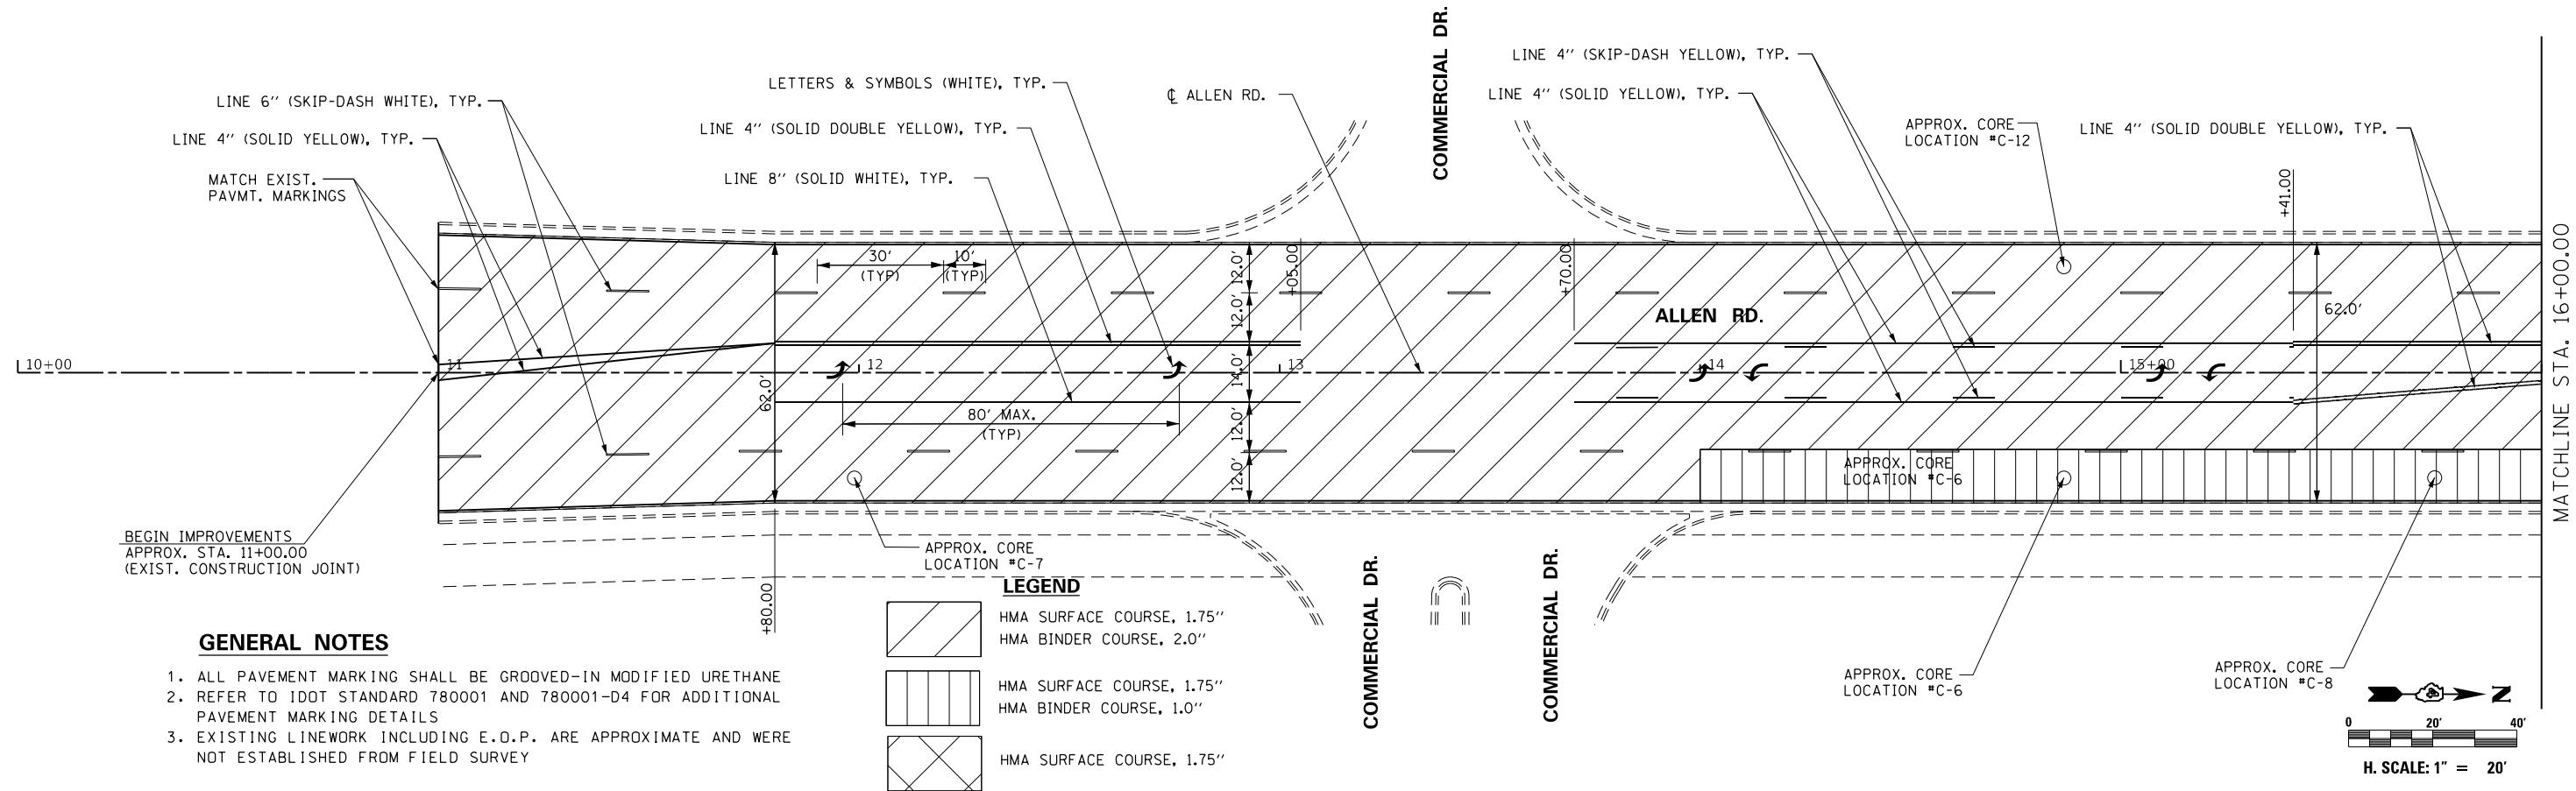 COMMERCIAL DR.
LINE 6'' (SKIP-DASH WHITE), TYP.
LINE 4'' (SOLID YELLOW), TYP.
MATCH EXIST.
PAVMT. MARKINGS
LETTERS & SYMBOLS (WHITE), TYP.
LINE 4'' (SOLID DOUBLE YELLOW), TYP.
LINE 8'' (SOLID WHITE), TYP.
℄ ALLEN RD.
LINE 4'' (SKIP-DASH YELLOW), TYP.
LINE 4'' (SOLID YELLOW), TYP.
APPROX. CORE
LOCATION #C-12
LINE 4'' (SOLID DOUBLE YELLOW), TYP.
+41.00
MATCHLINE STA. 16+00.00
30'
(TYP)
10'
(TYP)
12.0'
12.0'
14.0'
12.0'
12.0'
+05.00
+70.00
ALLEN RD.
62.0'
10+00
11
12
13
14
15+00
62.0'
80' MAX.
(TYP)
APPROX. CORE
LOCATION #C-6
BEGIN IMPROVEMENTS
APPROX. STA. 11+00.00
(EXIST. CONSTRUCTION JOINT)
APPROX. CORE
LOCATION #C-7
+80.00
COMMERCIAL DR.
COMMERCIAL DR.
APPROX. CORE
LOCATION #C-6
APPROX. CORE
LOCATION #C-8
GENERAL NOTES
1. ALL PAVEMENT MARKING SHALL BE GROOVED-IN MODIFIED URETHANE
2. REFER TO IDOT STANDARD 780001 AND 780001-D4 FOR ADDITIONAL
PAVEMENT MARKING DETAILS
3. EXISTING LINEWORK INCLUDING E.O.P. ARE APPROXIMATE AND WERE
NOT ESTABLISHED FROM FIELD SURVEY
LEGEND
HMA SURFACE COURSE, 1.75''
HMA BINDER COURSE, 2.0''
HMA SURFACE COURSE, 1.75''
HMA BINDER COURSE, 1.0''
HMA SURFACE COURSE, 1.75''
N
0 20' 40'
H. SCALE: 1" = 20'